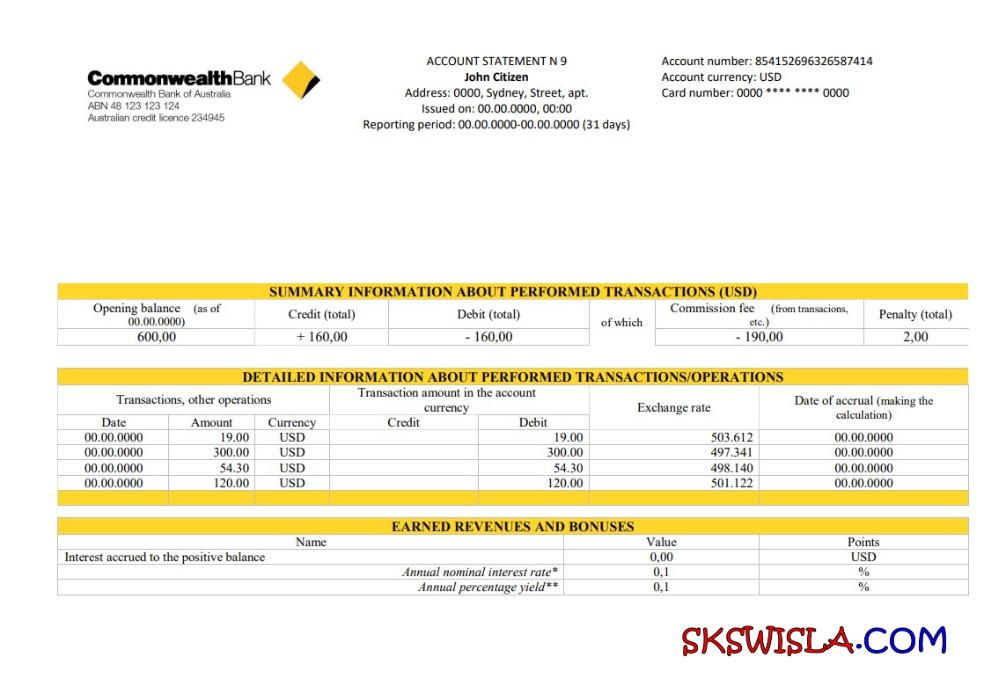 CommonwealthBank
Commonwealth Bank of Australia
ABN 48 123 123 124
Australian credit licence 234945
ACCOUNT STATEMENT N 9
John Citizen
Address: 0000, Sydney, Street, apt.
Issued on: 00.00.0000, 00:00
Reporting period: 00.00.0000-00.00.0000 (31 days)
Account number: 854152696326587414
Account currency: USD
Card number: 0000 **** **** 0000
SUMMARY INFORMATION ABOUT PERFORMED TRANSACTIONS (USD)
Opening balance (as of 00.00.0000) Credit (total) Debit (total) of which Commission fee (from transacions, etc.) Penalty (total)
600,00 + 160,00 - 160,00 - 190,00 2,00
DETAILED INFORMATION ABOUT PERFORMED TRANSACTIONS/OPERATIONS
Transactions, other operations Transaction amount in the account currency Exchange rate Date of accrual (making the calculation)
Date Amount Currency Credit Debit
00.00.0000 19.00 USD 19.00 503.612 00.00.0000
00.00.0000 300.00 USD 300.00 497.341 00.00.0000
00.00.0000 54.30 USD 54.30 498.140 00.00.0000
00.00.0000 120.00 USD 120.00 501.122 00.00.0000
EARNED REVENUES AND BONUSES
Name Value Points
Interest accrued to the positive balance 0,00 USD
Annual nominal interest rate* 0,1 %
Annual percentage yield** 0,1 %
SKSWISLA.COM